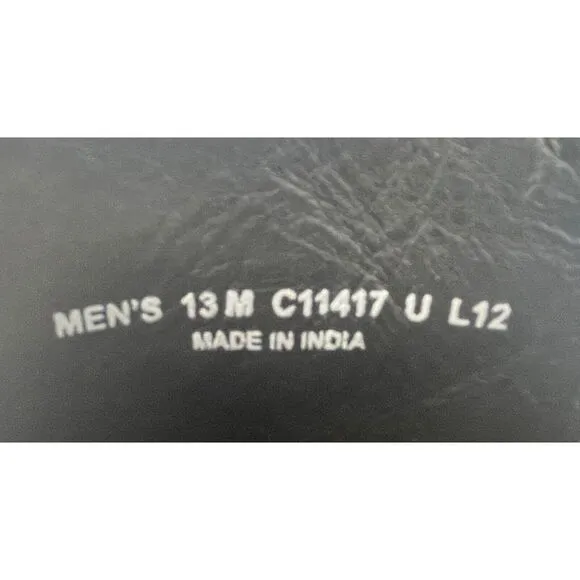 MEN'S 13 M C11417 U L12
MADE IN INDIA